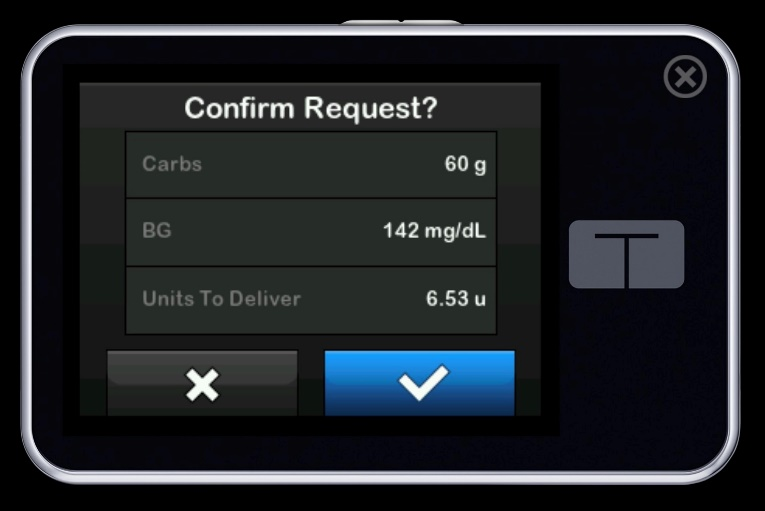 Confirm Request?
Carbs 60 g
BG 142 mg/dL
Units To Deliver 6.53 u